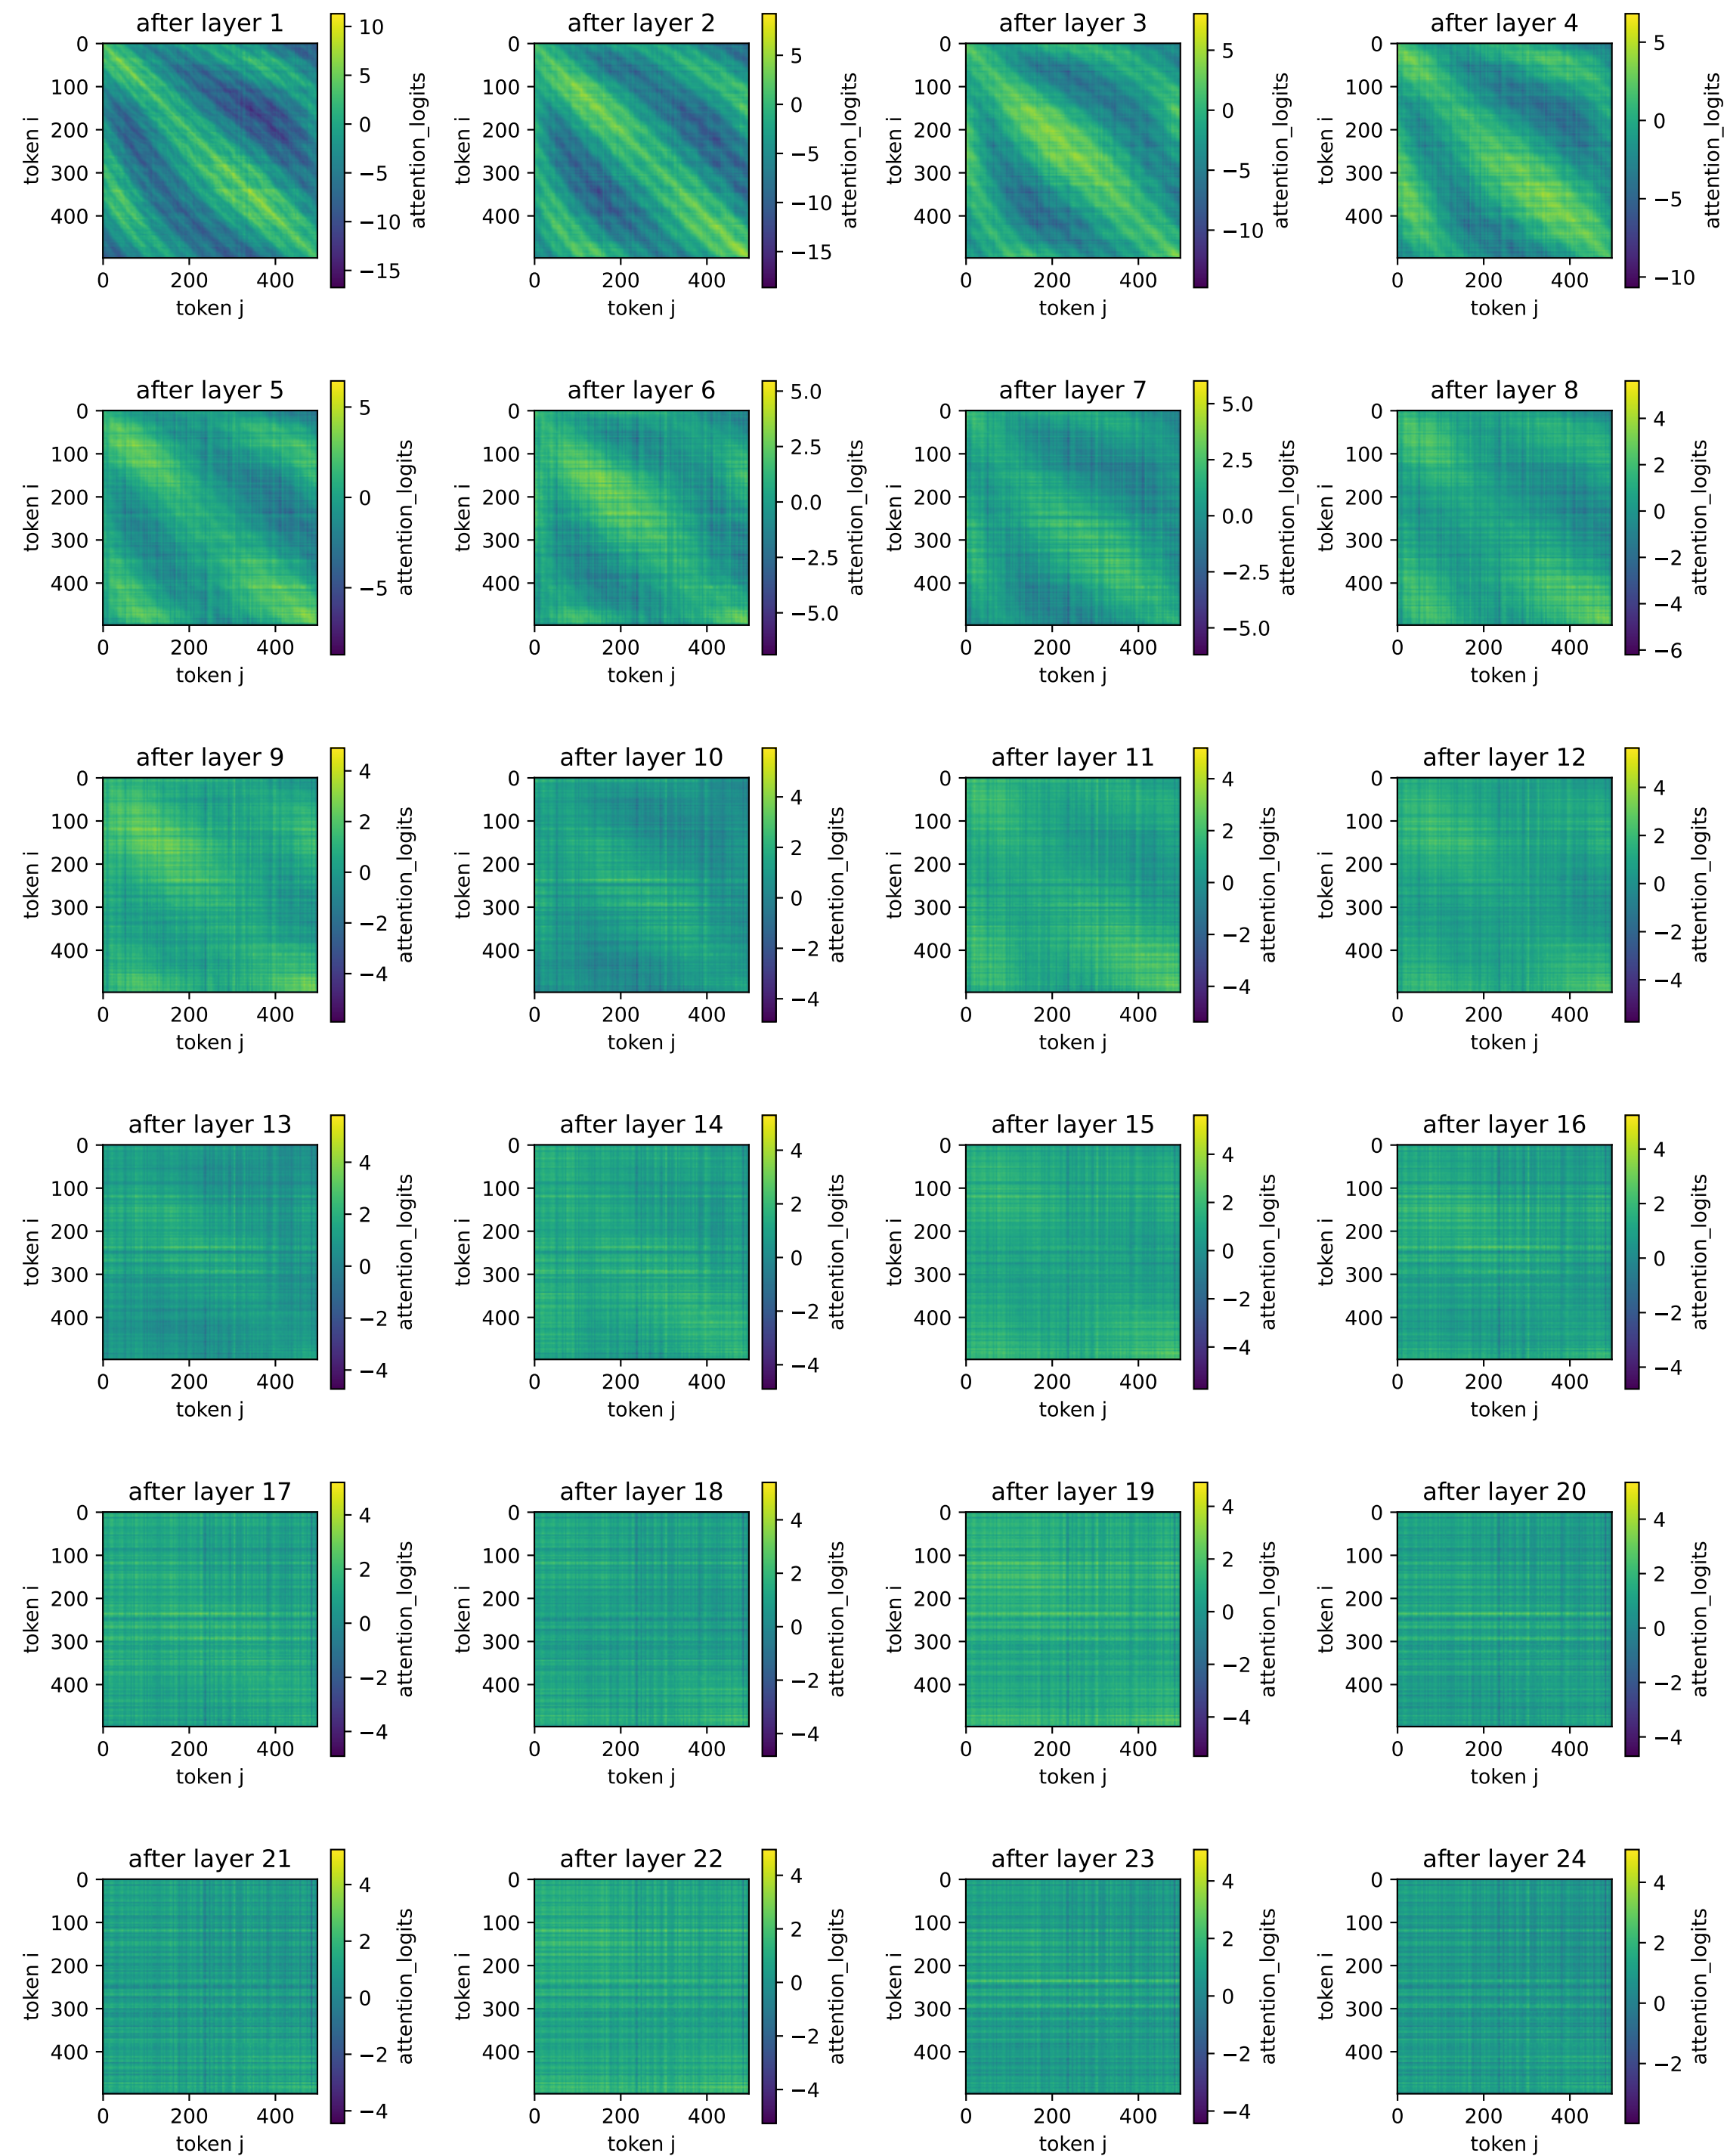 after layer 1
0
100
200
300
400
token i
0 200 400
token j
10
5
0
−5
−10
−15
attention_logits
after layer 2
0
100
200
300
400
token i
0 200 400
token j
5
0
−5
−10
−15
attention_logits
after layer 3
0
100
200
300
400
token i
0 200 400
token j
5
0
−5
−10
attention_logits
after layer 4
0
100
200
300
400
token i
0 200 400
token j
5
0
−5
−10
attention_logits
after layer 5
0
100
200
300
400
token i
0 200 400
token j
5
0
−5
attention_logits
after layer 6
0
100
200
300
400
token i
0 200 400
token j
5.0
2.5
0.0
−2.5
−5.0
attention_logits
after layer 7
0
100
200
300
400
token i
0 200 400
token j
5.0
2.5
0.0
−2.5
−5.0
attention_logits
after layer 8
0
100
200
300
400
token i
0 200 400
token j
4
2
0
−2
−4
−6
attention_logits
after layer 9
0
100
200
300
400
token i
0 200 400
token j
4
2
0
−2
−4
attention_logits
after layer 10
0
100
200
300
400
token i
0 200 400
token j
4
2
0
−2
−4
attention_logits
after layer 11
0
100
200
300
400
token i
0 200 400
token j
4
2
0
−2
−4
attention_logits
after layer 12
0
100
200
300
400
token i
0 200 400
token j
4
2
0
−2
−4
attention_logits
after layer 13
0
100
200
300
400
token i
0 200 400
token j
4
2
0
−2
−4
attention_logits
after layer 14
0
100
200
300
400
token i
0 200 400
token j
4
2
0
−2
−4
attention_logits
after layer 15
0
100
200
300
400
token i
0 200 400
token j
4
2
0
−2
−4
attention_logits
after layer 16
0
100
200
300
400
token i
0 200 400
token j
4
2
0
−2
−4
attention_logits
after layer 17
0
100
200
300
400
token i
0 200 400
token j
4
2
0
−2
−4
attention_logits
after layer 18
0
100
200
300
400
token i
0 200 400
token j
4
2
0
−2
−4
attention_logits
after layer 19
0
100
200
300
400
token i
0 200 400
token j
4
2
0
−2
−4
attention_logits
after layer 20
0
100
200
300
400
token i
0 200 400
token j
4
2
0
−2
−4
attention_logits
after layer 21
0
100
200
300
400
token i
0 200 400
token j
4
2
0
−2
−4
attention_logits
after layer 22
0
100
200
300
400
token i
0 200 400
token j
4
2
0
−2
−4
attention_logits
after layer 23
0
100
200
300
400
token i
0 200 400
token j
4
2
0
−2
−4
attention_logits
after layer 24
0
100
200
300
400
token i
0 200 400
token j
4
2
0
−2
attention_logits